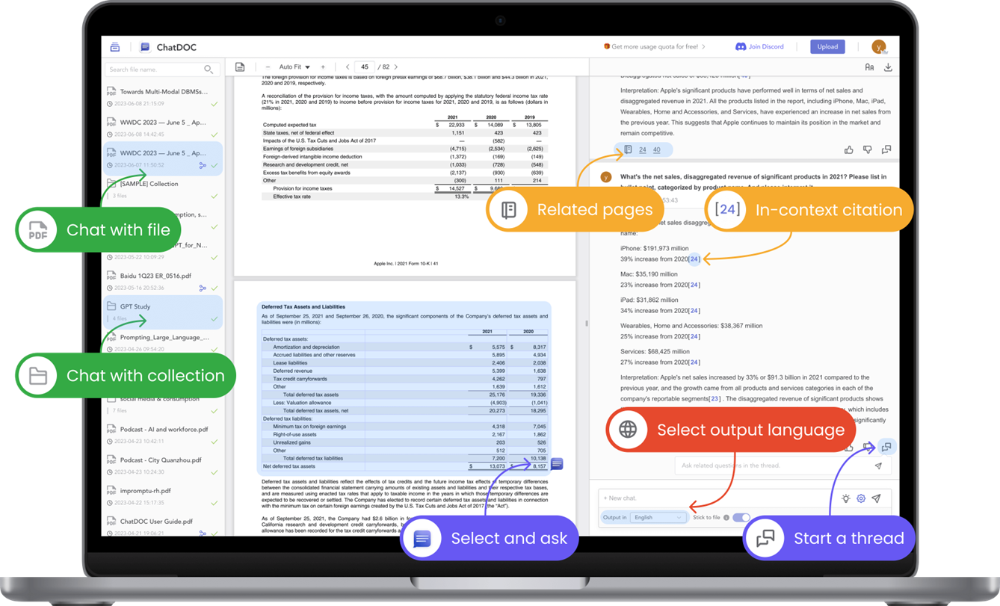 ChatDOC
Get more usage quota for free!
Join Discord
Upload
y
Search file name.
Towards Multi-Modal DBMSs...
2023-06-08 21:15:09
WWDC 2023 — June 5 _ Ap...
2023-06-08 14:42:45
WWDC 2023 — June 5 _ Ap...
2023-06-07 11:50:52
[SAMPLE] Collection
3 files
Chat with file
PDF
2023-05-22 10:09:29
Baidu 1Q23 ER_0516.pdf
2023-05-16 20:52:36
GPT Study
4 files
Prompting_Large_Language_...
2023-04-26 09:54:20
Chat with collection
social media & consumption
7 files
Podcast - AI and workforce.pdf
2023-04-23 10:42:11
Podcast - City Quanzhou.pdf
2023-04-23 10:24:30
impromptu-rh.pdf
2023-04-22 15:17:35
ChatDOC User Guide.pdf
2023-04-21 19:06:21
Auto Fit
45 / 82
The foreign provision for income taxes is based on foreign pretax earnings of $68.7 billion, $38.1 billion and $44.3 billion in 2021,
2020 and 2019, respectively.
A reconciliation of the provision for income taxes, with the amount computed by applying the statutory federal income tax rate
(21% in 2021, 2020 and 2019) to income before provision for income taxes for 2021, 2020 and 2019, is as follows (dollars in
millions):
2021 2020 2019
Computed expected tax $ 22,933 $ 14,089 $ 13,805
State taxes, net of federal effect 1,151 423 423
Impacts of the U.S. Tax Cuts and Jobs Act of 2017 — (582) —
Earnings of foreign subsidiaries (4,715) (2,534) (2,625)
Foreign-derived intangible income deduction (1,372) (169) (149)
Research and development credit, net (1,033) (728) (548)
Excess tax benefits from equity awards (2,137) (930) (639)
Other (300) 111 214
Provision for income taxes $ 14,527 $
Effective tax rate 13.3%
Apple Inc. | 2021 Form 10-K | 41
Deferred Tax Assets and Liabilities
As of September 25, 2021 and September 26, 2020, the significant components of the Company's deferred tax assets and
liabilities were (in millions):
2021 2020
Deferred tax assets:
Amortization and depreciation $ 5,575 $ 8,317
Accrued liabilities and other reserves 5,895 4,934
Lease liabilities 2,406 2,038
Deferred revenue 5,399 1,638
Tax credit carryforwards 4,262 797
Other 1,639 1,612
Total deferred tax assets 25,176 19,336
Less: Valuation allowance (4,903) (1,041)
Total deferred tax assets, net 20,273 18,295
Deferred tax liabilities:
Minimum tax on foreign earnings 4,318 7,045
Right-of-use assets 2,167 1,862
Unrealized gains 203 526
Other 512 705
Total deferred tax liabilities 7,200 10,138
Net deferred tax assets $ 13,073 $ 8,157
Deferred tax assets and liabilities reflect the effects of tax credits and the future income tax effects of temporary differences
between the consolidated financial statement carrying amounts of existing assets and liabilities and their respective tax bases,
and are measured using enacted tax rates that apply to taxable income in the years in which those temporary differences are
expected to be recovered or settled. The Company has elected to record certain deferred tax assets and liabilities in connection
with the minimum tax on certain foreign earnings created by the U.S. Tax Cuts and Jobs Act of 2017 (the "Act").
As of September 25, 2021, the Company had $2.6 billion in
California research and development credit carryforwards,
allowance has been recorded for the tax credit carryforwards
Select and ask
Interpretation: Apple's significant products have performed well in terms of net sales and
disaggregated revenue in 2021. All the products listed in the report, including iPhone, Mac, iPad,
Wearables, Home and Accessories, and Services, have experienced an increase in net sales from
the previous year. This suggests that Apple continues to maintain its position in the market and
remain competitive.
24 40
y
What's the net sales, disaggregated revenue of significant products in 2021? Please list in
Related pages
[24] In-context citation
53:43
net sales
name:
iPhone: $191,973 million
39% increase from 2020[24]
Mac: $35,190 million
23% increase from 2020[24]
iPad: $31,862 million
34% increase from 2020[24]
Wearables, Home and Accessories: $38,367 million
25% increase from 2020[24]
Services: $68,425 million
27% increase from 2020[24]
Interpretation: Apple's net sales increased by 33% or $91.3 billion in 2021 compared to the
previous year, and the growth came from all products and services categories in each of the
company's reportable segments[23] . The disaggregated revenue of significant products shows
which includes
significantly
Select output language
Ask related questions in the thread.
+ New chat.
Output in English
Stick to file
Start a thread